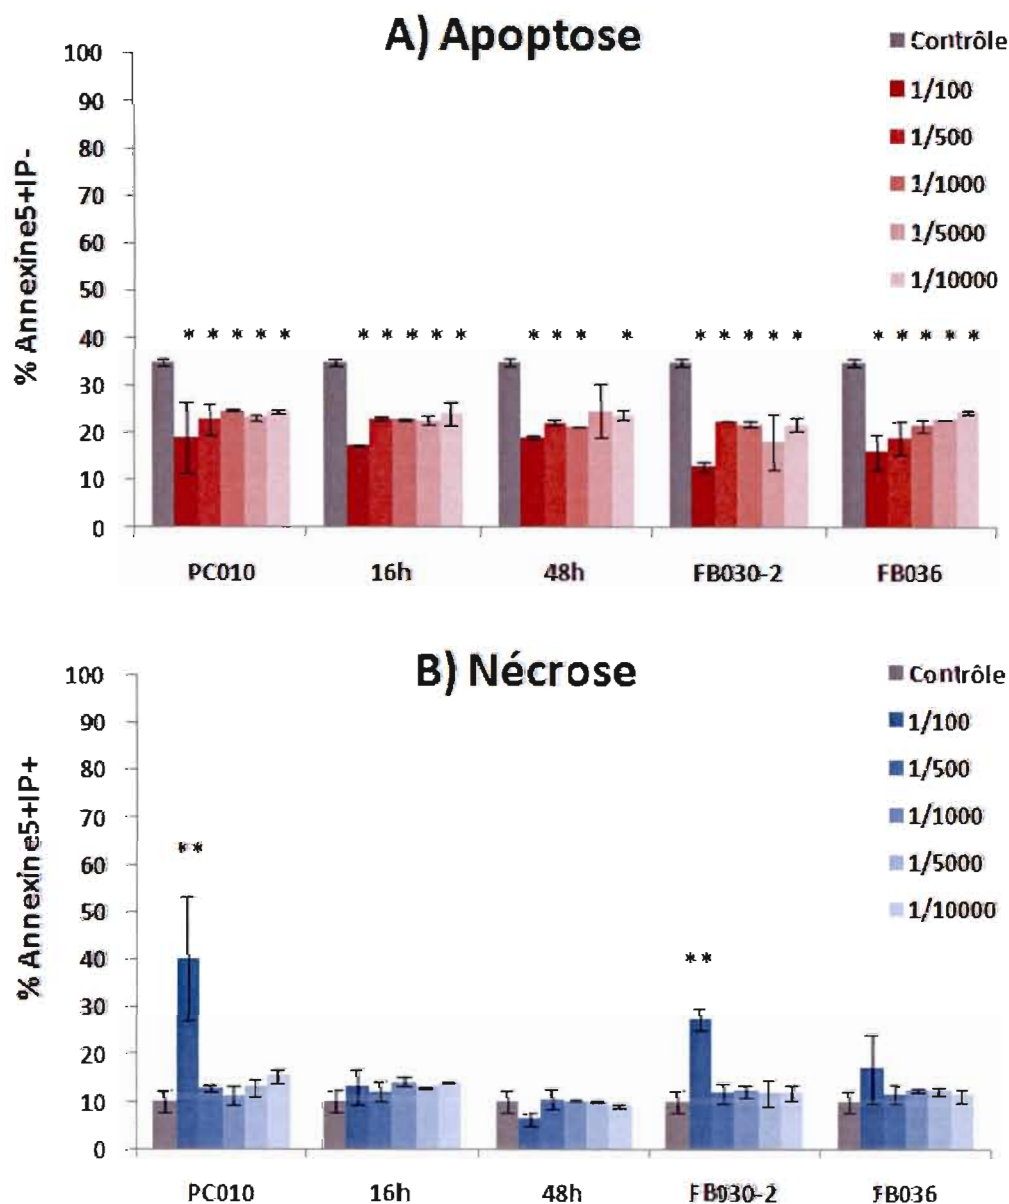 A) Apoptose
% Annexine5+IP-
100
90
80
70
60
50
40
30
20
10
0
Contrôle
1/100
1/500
1/1000
1/5000
1/10000
* * * * *
* * * * *
* * * *
* * * * *
* * * * *
PC010
16h
48h
FB030-2
FB036
B) Nécrose
% Annexine5+IP+
100
90
80
70
60
50
40
30
20
10
0
Contrôle
1/100
1/500
1/1000
1/5000
1/10000
**
**
PC010
16h
48h
FB030-2
FB036